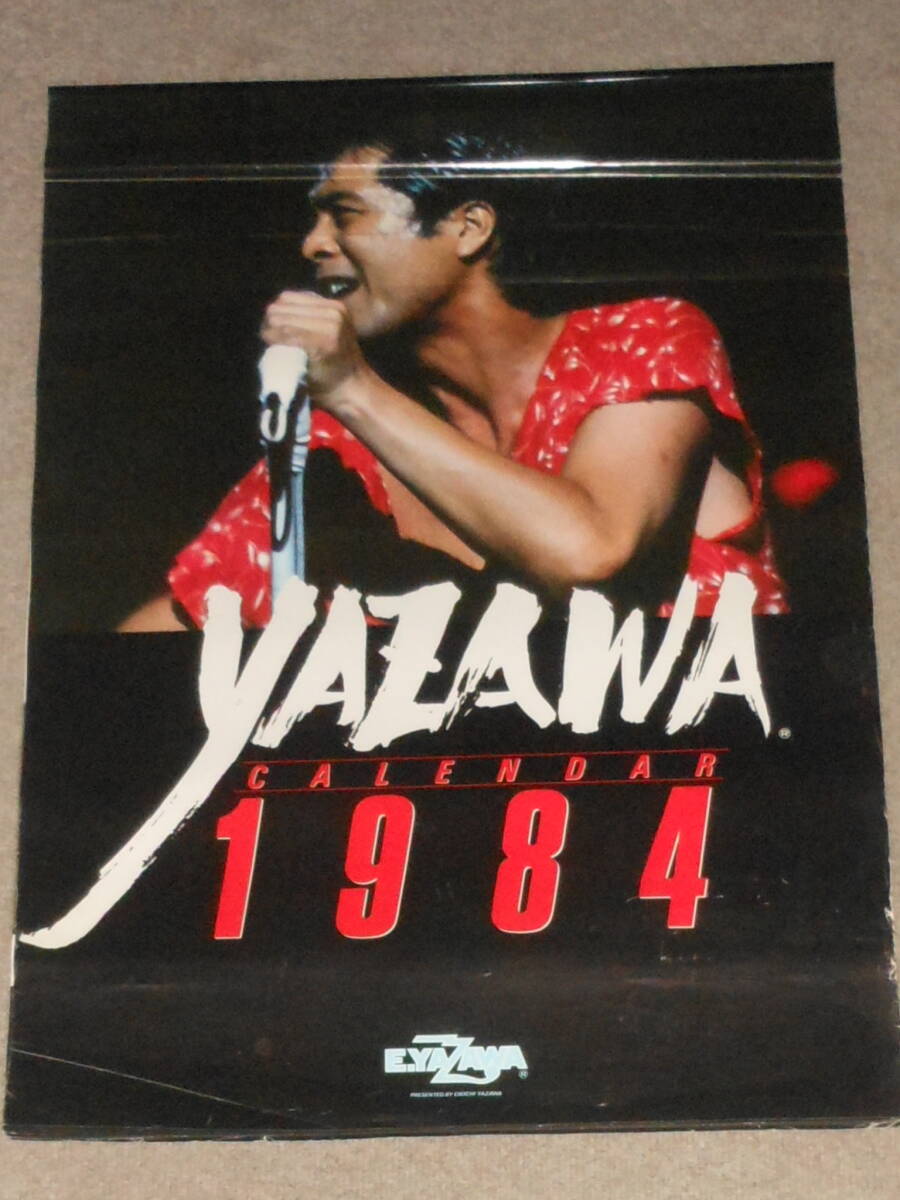 YAZAWA®
CALENDAR
1984
E.YAZAWA®
PRESENTED BY EIKICHI YAZAWA